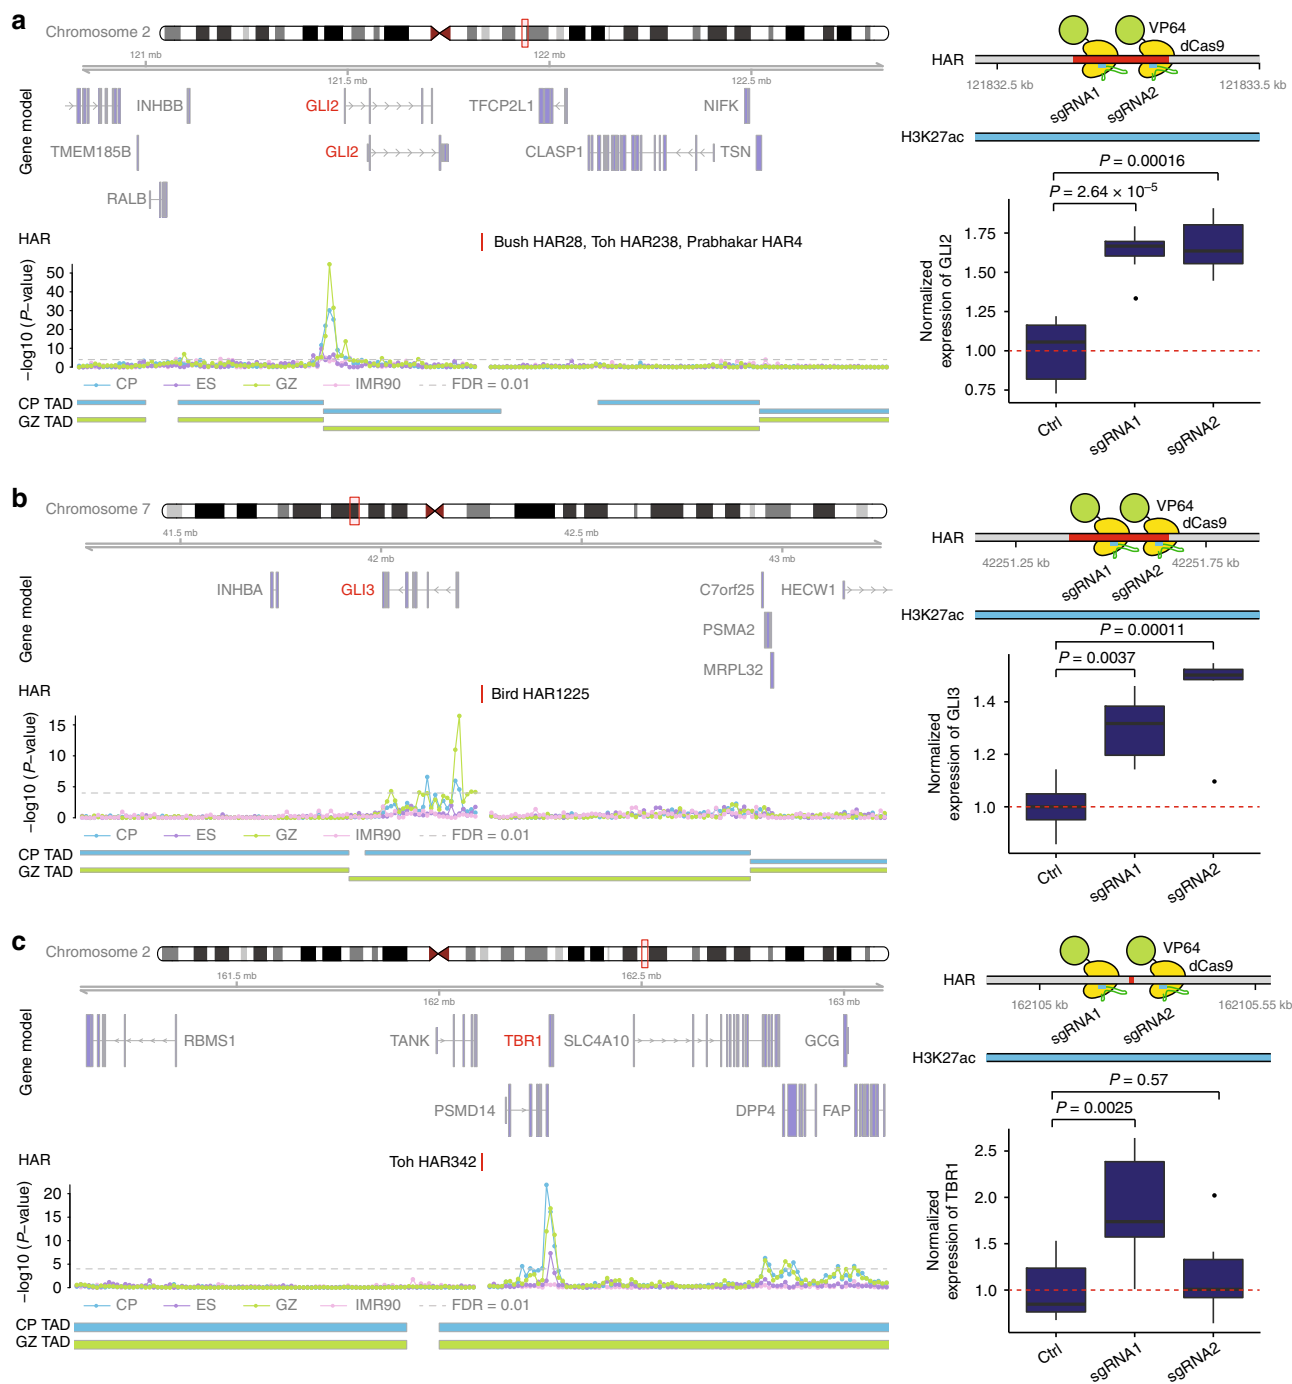 a
Chromosome 2
121 mb
122 mb
121.5 mb
122.5 mb
Gene model
INHBB
GLI2
TFCP2L1
NIFK
TMEM185B
GLI2
CLASP1
TSN
RALB
HAR
Bush HAR28, Toh HAR238, Prabhakar HAR4
–log10 (P–value)
50
40
30
20
10
0
CP
ES
GZ
IMR90
FDR = 0.01
CP TAD
GZ TAD
VP64
dCas9
HAR
121832.5 kb
121833.5
sgRNA1
sgRNA2
H3K27ac
P = 0.00016
P = 2.64 × 10–5
Normalized
expression of GLI2
1.75
1.50
1.25
1.00
0.75
Ctrl
sgRNA1
sgRNA2
b
Chromosome 7
41.5 mb
42.5 mb
42 mb
43 mb
Gene model
INHBA
GLI3
C7orf25
HECW1
PSMA2
MRPL32
HAR
Bird HAR1225
–log10 (P–value)
15
10
5
0
CP
ES
GZ
IMR90
FDR = 0.01
CP TAD
GZ TAD
VP64
dCas9
HAR
42251.25 kb
42251.75 kb
sgRNA1
sgRNA2
H3K27ac
P = 0.00011
P = 0.0037
Normalized
expression of GLI3
1.4
1.2
1.0
Ctrl
sgRNA1
sgRNA2
c
Chromosome 2
161.5 mb
162.5 mb
162 mb
163 mb
Gene model
RBMS1
TANK
TBR1
SLC4A10
GCG
PSMD14
DPP4
FAP
HAR
Toh HAR342
–log10 (P–value)
20
15
10
5
0
CP
ES
GZ
IMR90
FDR = 0.01
CP TAD
GZ TAD
VP64
dCas9
HAR
162105 kb
162105.55 kb
sgRNA1
sgRNA2
H3K27ac
P = 0.57
P = 0.0025
Normalized
expression of TBR1
2.5
2.0
1.5
1.0
Ctrl
sgRNA1
sgRNA2